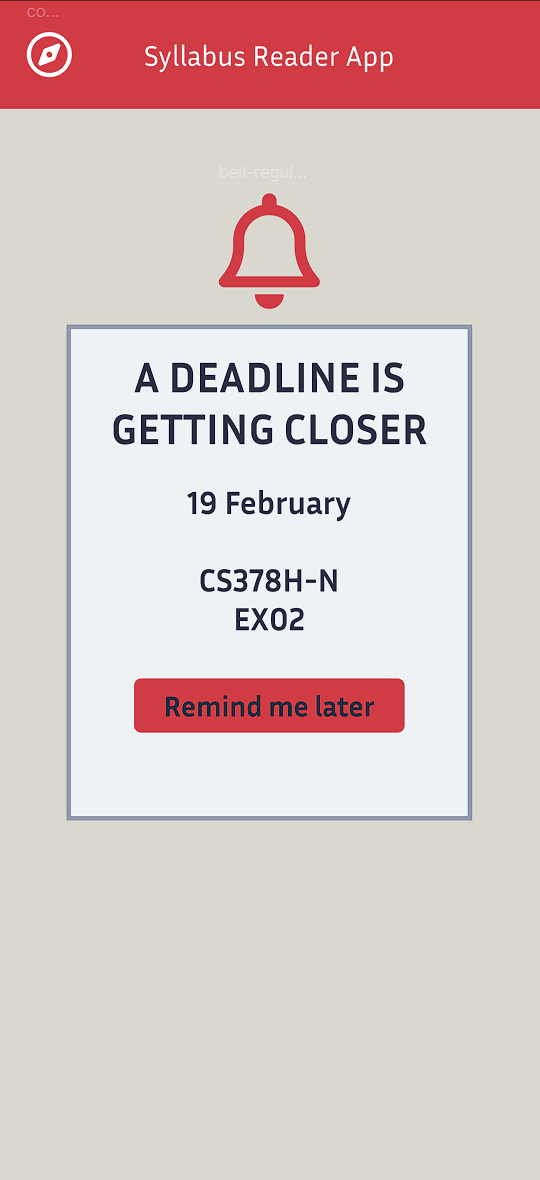 co...
Syllabus Reader App
bell-regul...
A DEADLINE IS
GETTING CLOSER
19 February
CS378H-N
EX02
Remind me later